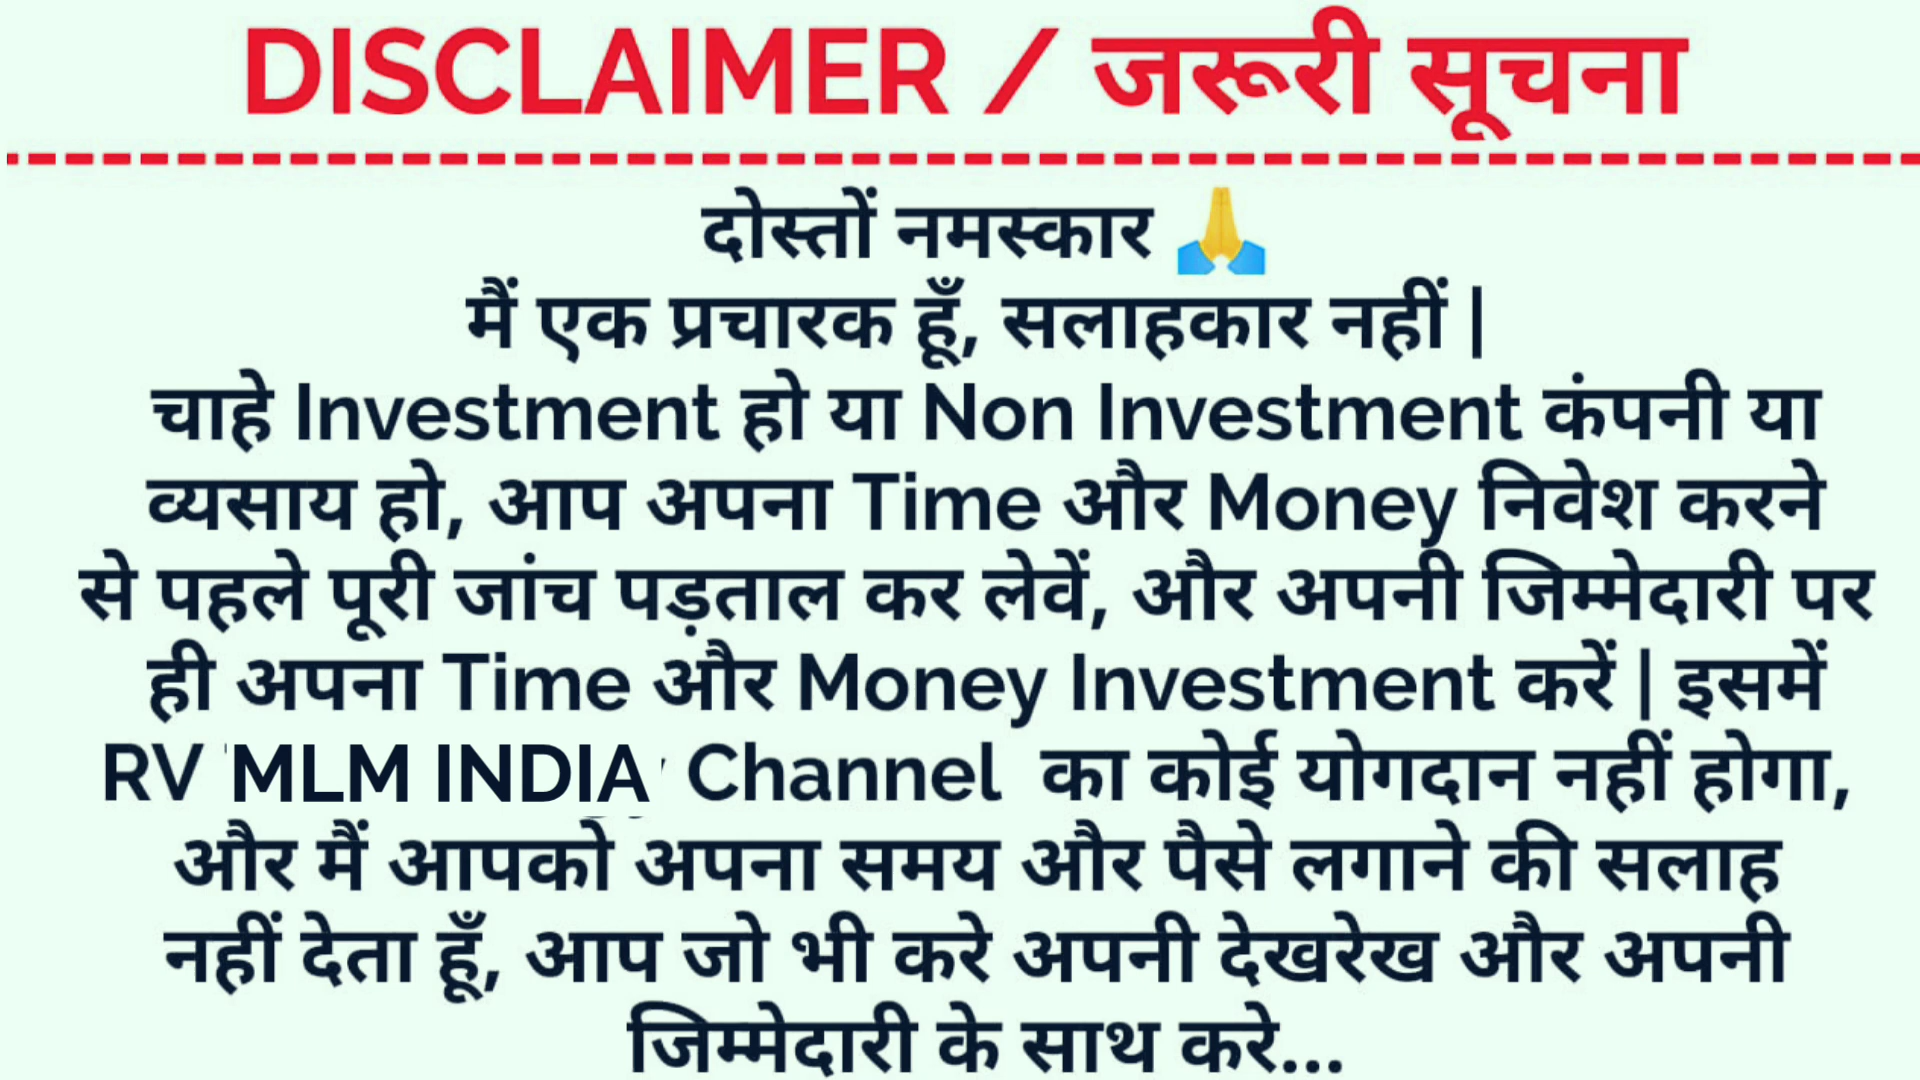 DISCLAIMER / जरूरी सूचना
दोस्तों नमस्कार 🙏
मैं एक प्रचारक हूँ, सलाहकार नहीं |
चाहे Investment हो या Non Investment कंपनी या
व्यसाय हो, आप अपना Time और Money निवेश करने
से पहले पूरी जांच पड़ताल कर लेवें, और अपनी जिम्मेदारी पर
ही अपना Time और Money Investment करें | इसमें
RV MLM INDIA Channel का कोई योगदान नहीं होगा,
और मैं आपको अपना समय और पैसे लगाने की सलाह
नहीं देता हूँ, आप जो भी करे अपनी देखरेख और अपनी
जिम्मेदारी के साथ करे...